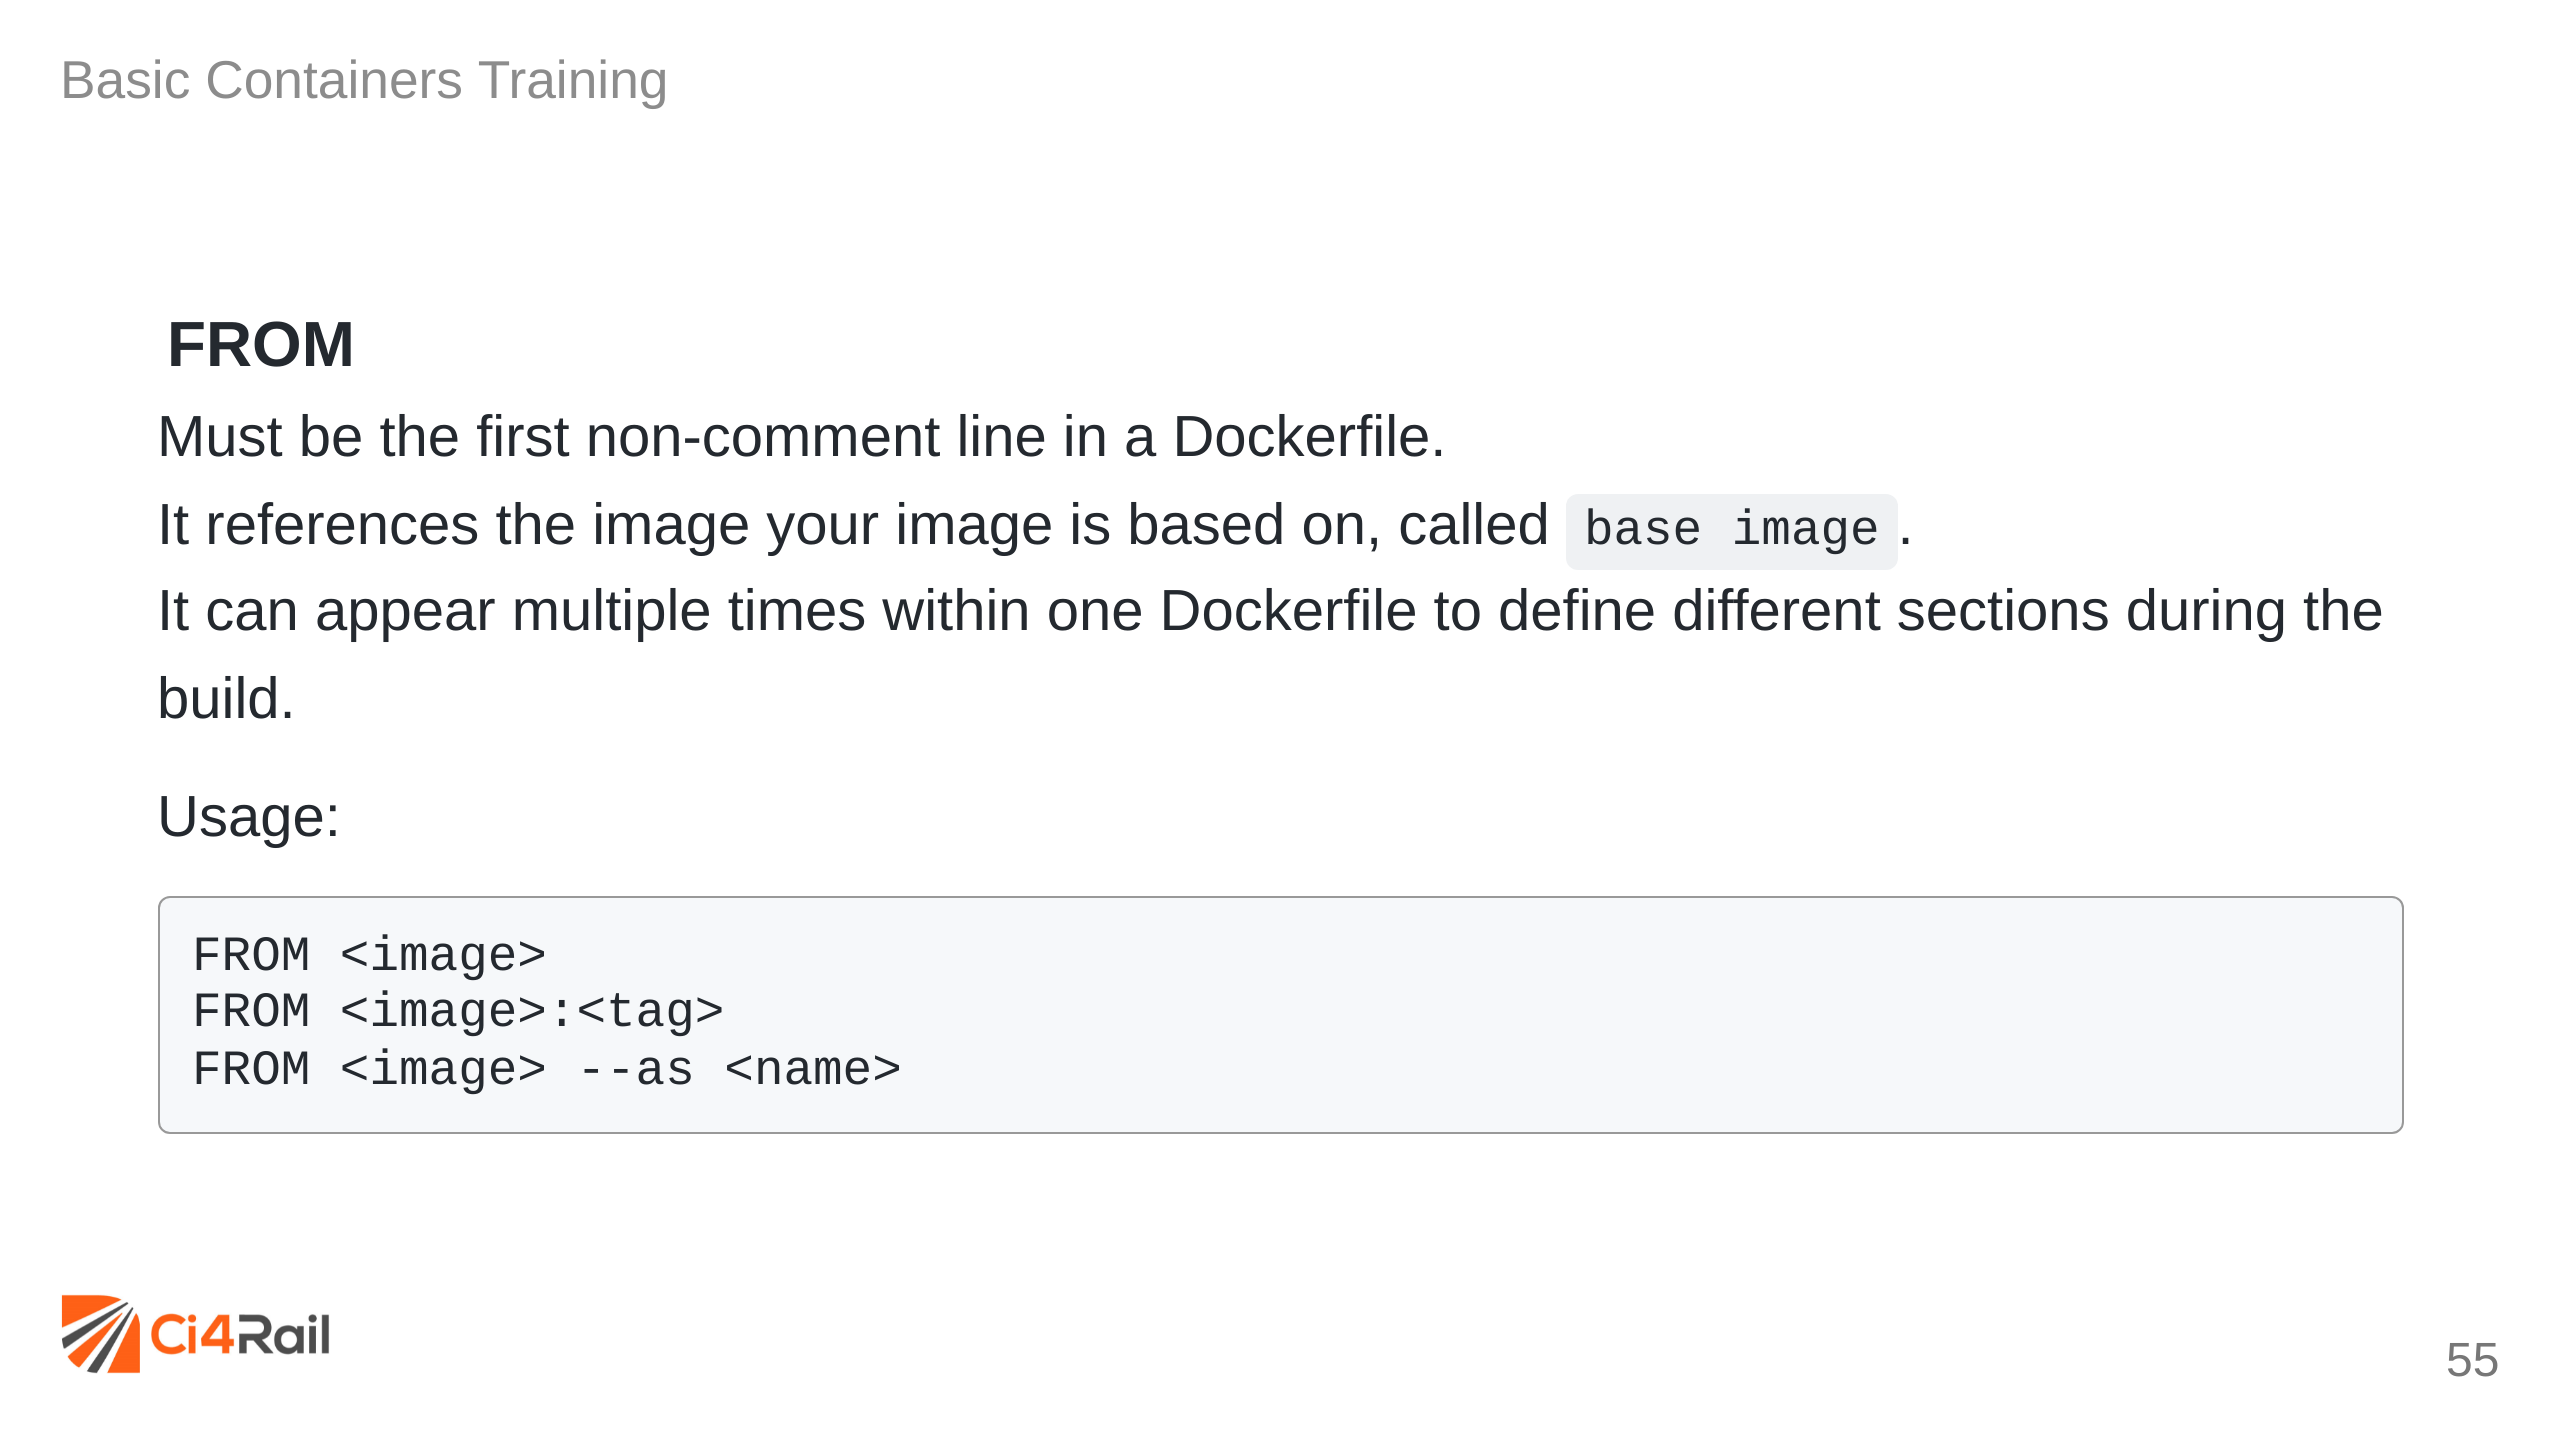 Basic Containers Training
FROM
Must be the first non-comment line in a Dockerfile.
It references the image your image is based on, called base image.
It can appear multiple times within one Dockerfile to define different sections during the
build.
Usage:
FROM <image>
FROM <image>:<tag>
FROM <image> --as <name>
Ci4Rail
55